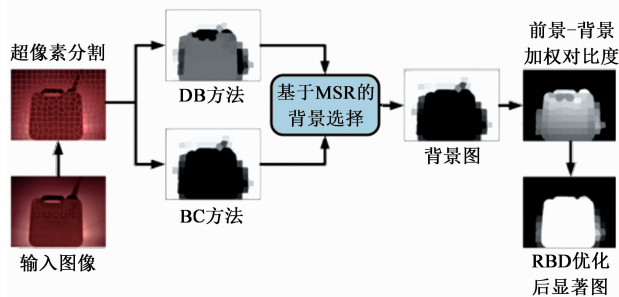 超像素分割
DB方法
基于MSR的
背景选择
前景-背景
加权对比度
背景图
BC方法
输入图像
RBD优化
后显著图